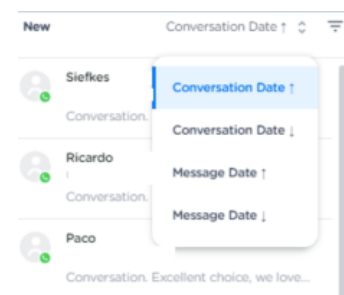 New
Conversation Date ↑
Siefkes
Conversation Date ↑
Conversation.
Conversation Date ↓
Ricardo
Message Date ↑
Conversation.
Message Date ↓
Paco
Conversation. Excellent choice, we love...